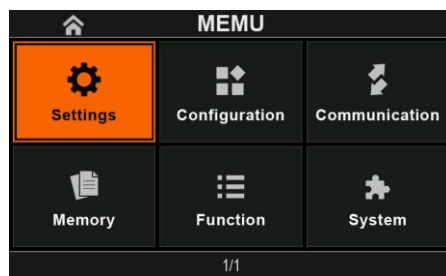 MEMU
Settings
Configuration
Communication
Memory
Function
System
1/1